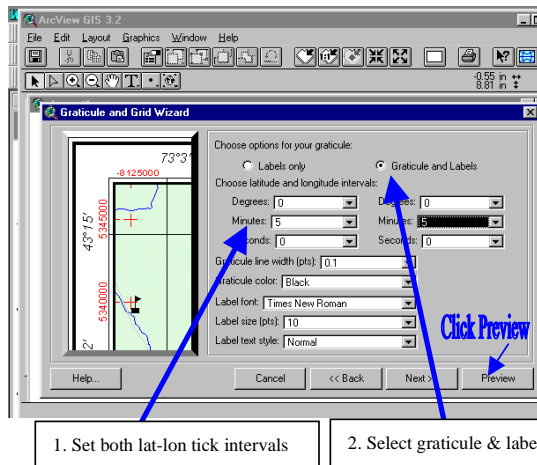 ArcView GIS 3.2
File Edit Layout Graphics Window Help
-0.55 in
8.81 in
Graticule and Grid Wizard
73°3'
-8125000
43°15'
5345000
5340000
2'
Choose options for your graticule:
Labels only
Graticule and Labels
Choose latitude and longitude intervals:
Degrees: 0
Degrees: 0
Minutes: 5
Minutes: 5
Seconds: 0
Seconds: 0
Graticule line width (pts): 0.1
Graticule color: Black
Label font: Times New Roman
Label size (pts): 10
Label text style: Normal
Click Preview
Help... Cancel << Back Next > Preview
1. Set both lat-lon tick intervals
2. Select graticule & labe